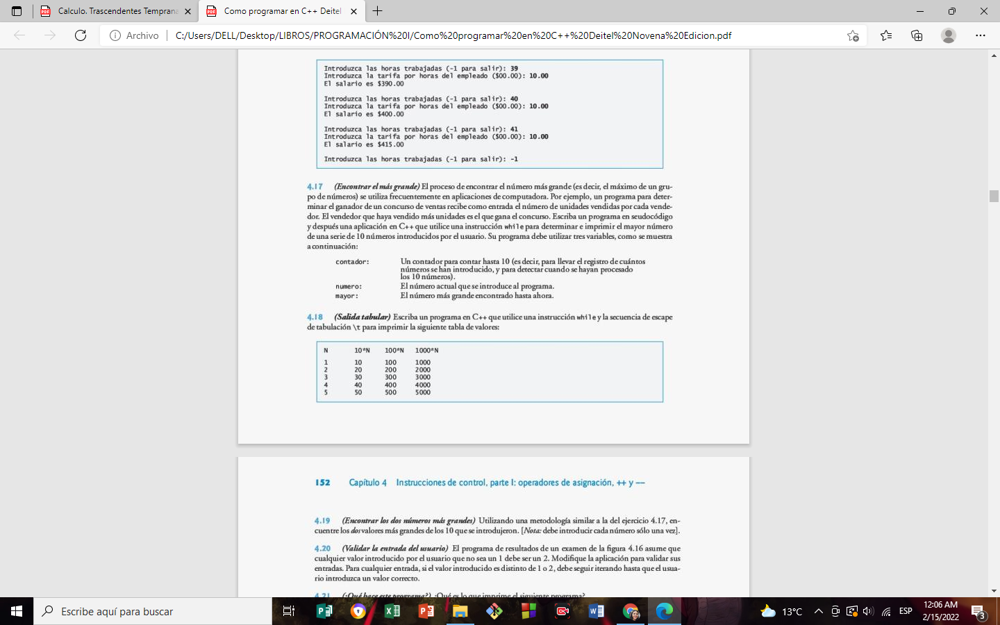 Calculo. Trascendentes Temprana
Como programar en C++ Deitel
Archivo
C:/Users/DELL/Desktop/LIBROS/PROGRAMACIÓN%20I/Como%20programar%20en%20C++%20Deitel%20Novena%20Edicion.pdf
Introduzca las horas trabajadas (-1 para salir): 39
Introduzca la tarifa por horas del empleado ($00.00): 10.00
El salario es $390.00
Introduzca las horas trabajadas (-1 para salir): 40
Introduzca la tarifa por horas del empleado ($00.00): 10.00
El salario es $400.00
Introduzca las horas trabajadas (-1 para salir): 41
Introduzca la tarifa por horas del empleado ($00.00): 10.00
El salario es $415.00
Introduzca las horas trabajadas (-1 para salir): -1
4.17 (Encontrar el más grande) El proceso de encontrar el número más grande (es decir, el máximo de un gru-
po de números) se utiliza frecuentemente en aplicaciones de computadora. Por ejemplo, un programa para deter-
minar el ganador de un concurso de ventas recibe como entrada el número de unidades vendidas por cada vende-
dor. El vendedor que haya vendido más unidades es el que gana el concurso. Escriba un programa en seudocódigo
y después una aplicación en C++ que utilice una instrucción while para determinar e imprimir el mayor número
de una serie de 10 números introducidos por el usuario. Su programa debe utilizar tres variables, como se muestra
a continuación:
contador: Un contador para contar hasta 10 (es decir, para llevar el registro de cuántos
números se han introducido, y para detectar cuando se hayan procesado
los 10 números).
numero: El número actual que se introduce al programa.
mayor: El número más grande encontrado hasta ahora.
4.18 (Salida tabular) Escriba un programa en C++ que utilice una instrucción while y la secuencia de escape
de tabulación \t para imprimir la siguiente tabla de valores:
N 10*N 100*N 1000*N
1 10 100 1000
2 20 200 2000
3 30 300 3000
4 40 400 4000
5 50 500 5000
152 Capítulo 4 Instrucciones de control, parte I: operadores de asignación, ++ y --
4.19 (Encontrar los dos números más grandes) Utilizando una metodología similar a la del ejercicio 4.17, en-
cuentre los dos valores más grandes de los 10 que se introdujeron. [Nota: debe introducir cada número sólo una vez].
4.20 (Validar la entrada del usuario) El programa de resultados de un examen de la figura 4.16 asume que
cualquier valor introducido por el usuario que no sea un 1 debe ser un 2. Modifique la aplicación para validar sus
entradas. Para cualquier entrada, si el valor introducido es distinto de 1 o 2, debe seguir iterando hasta que el usua-
rio introduzca un valor correcto.
4.21 (¿Qué hace este programa?) ¿Qué es lo que imprime el siguiente programa?
Escribe aquí para buscar
13°C
ESP
12:06 AM
2/15/2022
3